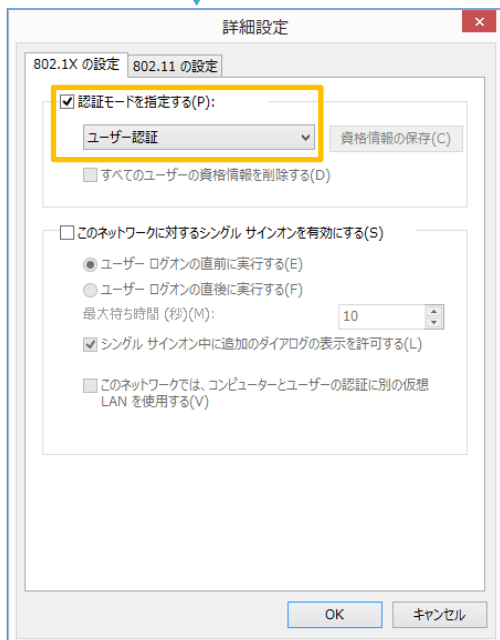 詳細設定
802.1X の設定 802.11 の設定
認証モードを指定する(P):
ユーザー認証 資格情報の保存(C)
すべてのユーザーの資格情報を削除する(D)
このネットワークに対するシングル サインオンを有効にする(S)
ユーザー ログオンの直前に実行する(E)
ユーザー ログオンの直後に実行する(F)
最大待ち時間 (秒)(M): 10
シングル サインオン中に追加のダイアログの表示を許可する(L)
このネットワークでは、コンピューターとユーザーの認証に別の仮想
LAN を使用する(V)
OK キャンセル